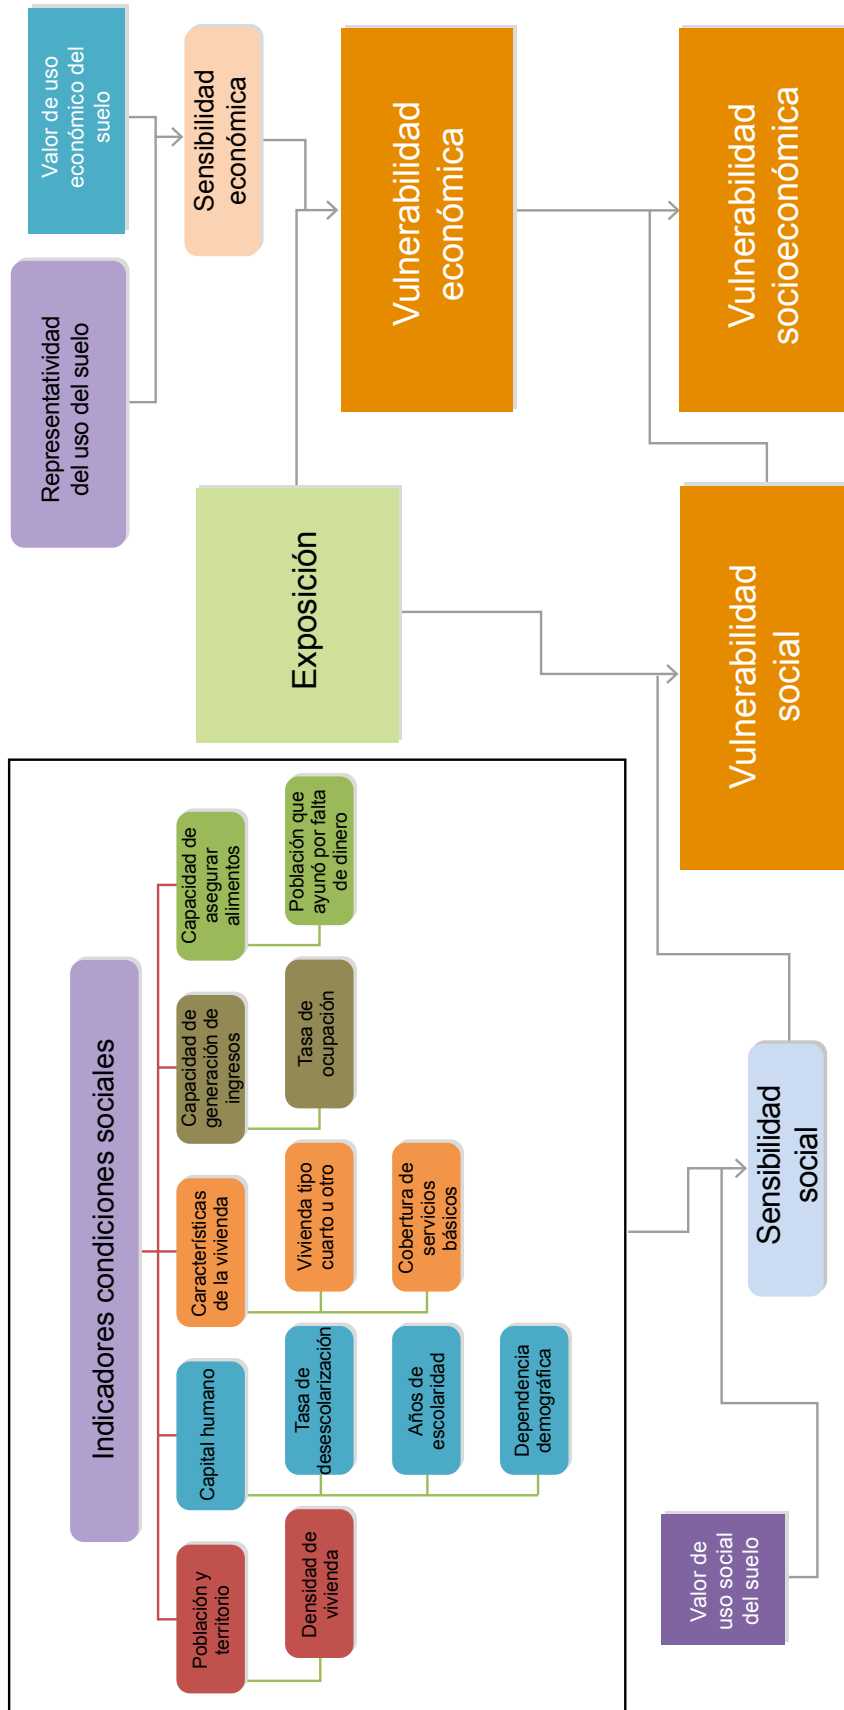 Indicadores condiciones sociales
Población y
territorio
Densidad de
vivienda
Capital humano
Tasa de
desescolarización
Años de
escolaridad
Dependencia
demográfica
Características
de la vivienda
Vivienda tipo
cuarto u otro
Cobertura de
servicios
básicos
Capacidad de
generación de
ingresos
Tasa de
ocupación
Capacidad de
asegurar
alimentos
Población que
ayunó por falta
de dinero
Representatividad
del uso del suelo
Valor de uso
económico del
suelo
Sensibilidad
económica
Exposición
Vulnerabilidad
económica
Valor de
uso social
del suelo
Sensibilidad
social
Vulnerabilidad
social
Vulnerabilidad
socioeconómica